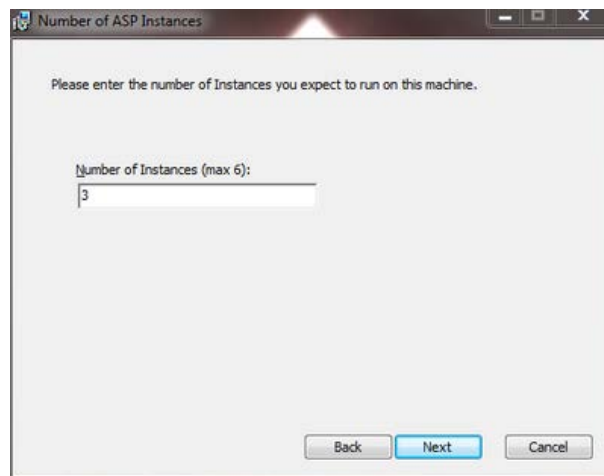 Number of ASP Instances
Please enter the number of Instances you expect to run on this machine.
Number of Instances (max 6):
3
Back Next Cancel